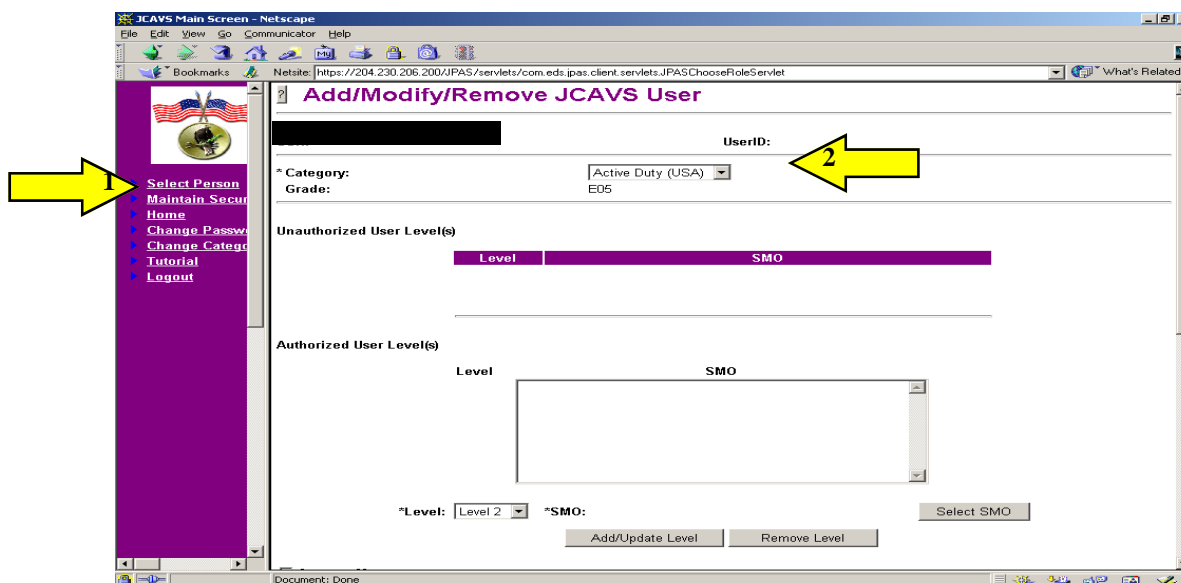 JCAVS Main Screen - Netscape
File Edit View Go Communicator Help
My
Bookmarks Netsite: https://204.230.206.200/JPAS/servlets/com.eds.jpas.client.servlets.JPASChooseRoleServlet What's Related
? Add/Modify/Remove JCAVS User
UserID:
* Category: Active Duty (USA)
Grade: E05
1
2
Select Person
Maintain Secur
Home
Change Passw
Change Catego
Tutorial
Logout
Unauthorized User Level(s)
Level SMO
Authorized User Level(s)
Level SMO
*Level: Level 2 *SMO: Select SMO
Add/Update Level Remove Level
Document: Done